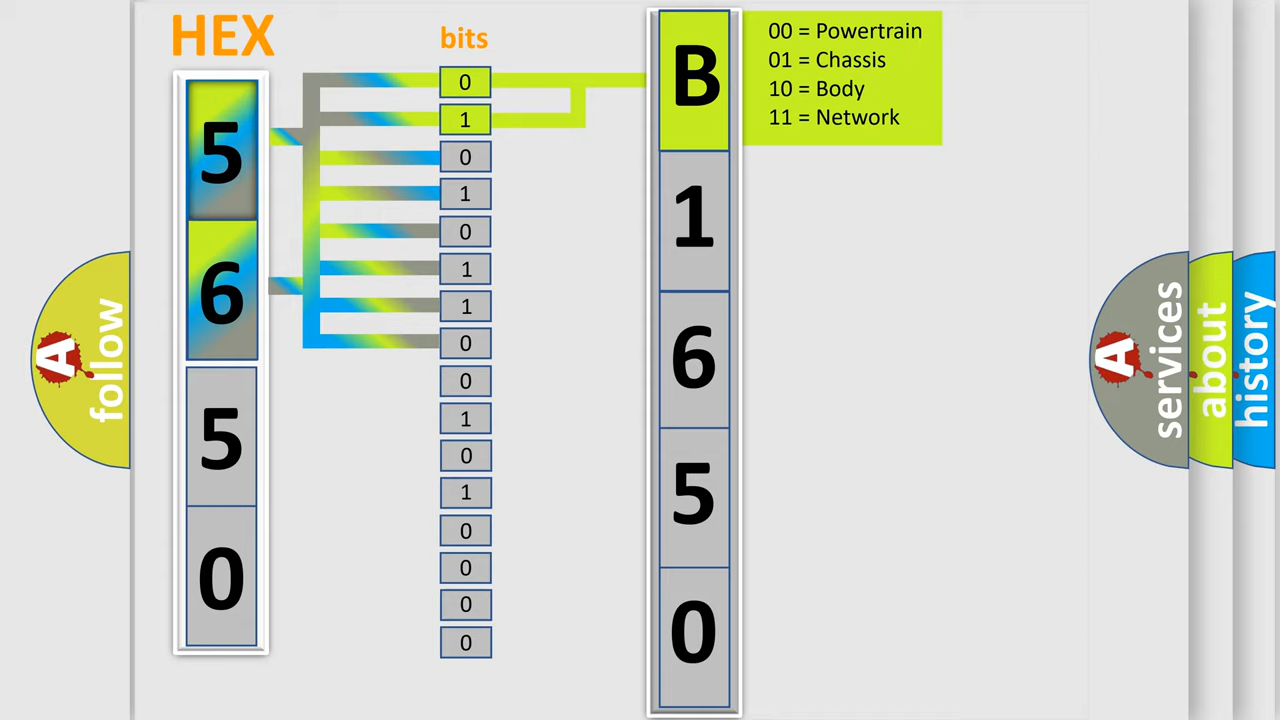 HEX
bits
5
6
5
0
0
1
0
1
0
1
1
0
0
1
0
1
0
0
0
0
B
1
6
5
0
00 = Powertrain
01 = Chassis
10 = Body
11 = Network
A follow
A services
about
history